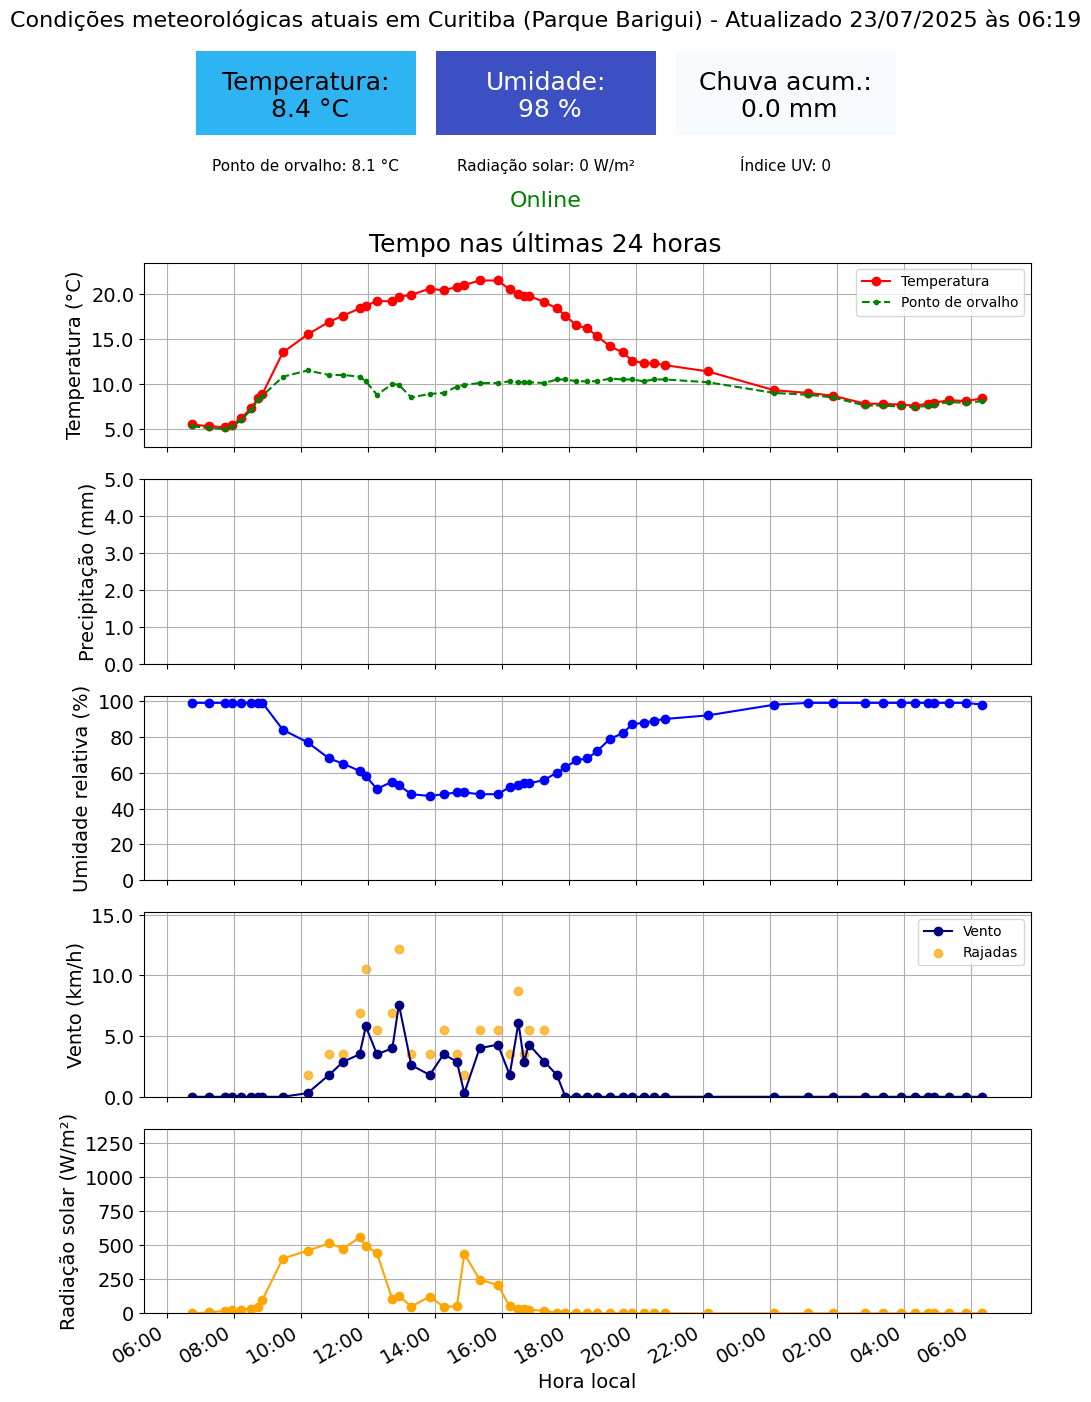 Condições meteorológicas atuais em Curitiba (Parque Barigui) - Atualizado 23/07/2025 às 06:19
Temperatura:
8.4 °C
Umidade:
98 %
Chuva acum.:
0.0 mm
Ponto de orvalho: 8.1 °C
Radiação solar: 0 W/m²
Índice UV: 0
Online
Tempo nas últimas 24 horas
Temperatura (°C)
20.0
15.0
10.0
5.0
Temperatura
Ponto de orvalho
Precipitação (mm)
5.0
4.0
3.0
2.0
1.0
0.0
Umidade relativa (%)
100
80
60
40
20
0
Vento (km/h)
15.0
10.0
5.0
0.0
Vento
Rajadas
Radiação solar (W/m²)
1250
1000
750
500
250
0
06:00
08:00
10:00
12:00
14:00
16:00
18:00
20:00
22:00
00:00
02:00
04:00
06:00
Hora local